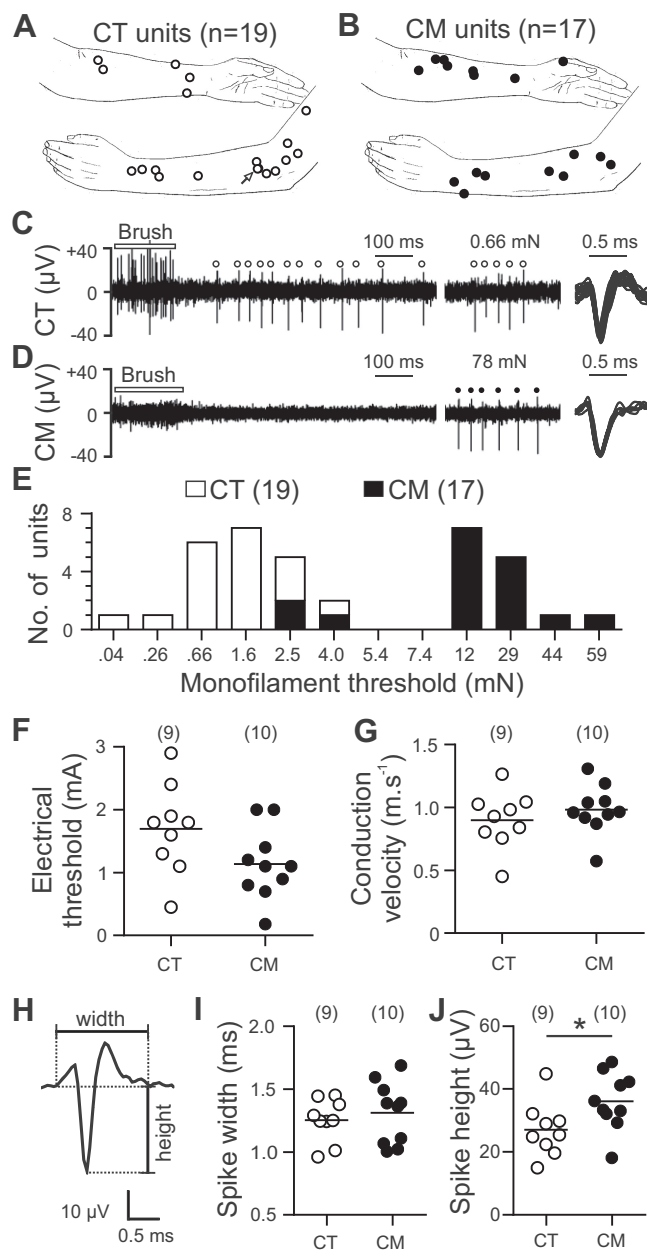 A CT units (n=19)
B CM units (n=17)
C Brush 100 ms 0.66 mN 0.5 ms
+40
0
-40
CT (µV)
D Brush 100 ms 78 mN 0.5 ms
+40
0
-40
CM (µV)
E CT (19) CM (17)
8
4
0
No. of units
.04 .26 .66 1.6 2.5 4.0 5.4 7.4 12 29 44 59
Monofilament threshold (mN)
F (9) (10)
3
2
1
0
Electrical
threshold (mA)
CT CM
G (9) (10)
1.5
1.0
0.5
0
Conduction
velocity (m.s⁻¹)
CT CM
H width
height
10 µV
0.5 ms
I (9) (10)
2.0
1.5
1.0
0.5
Spike width (ms)
CT CM
J (9) (10)
*
60
40
20
0
Spike height (µV)
CT CM